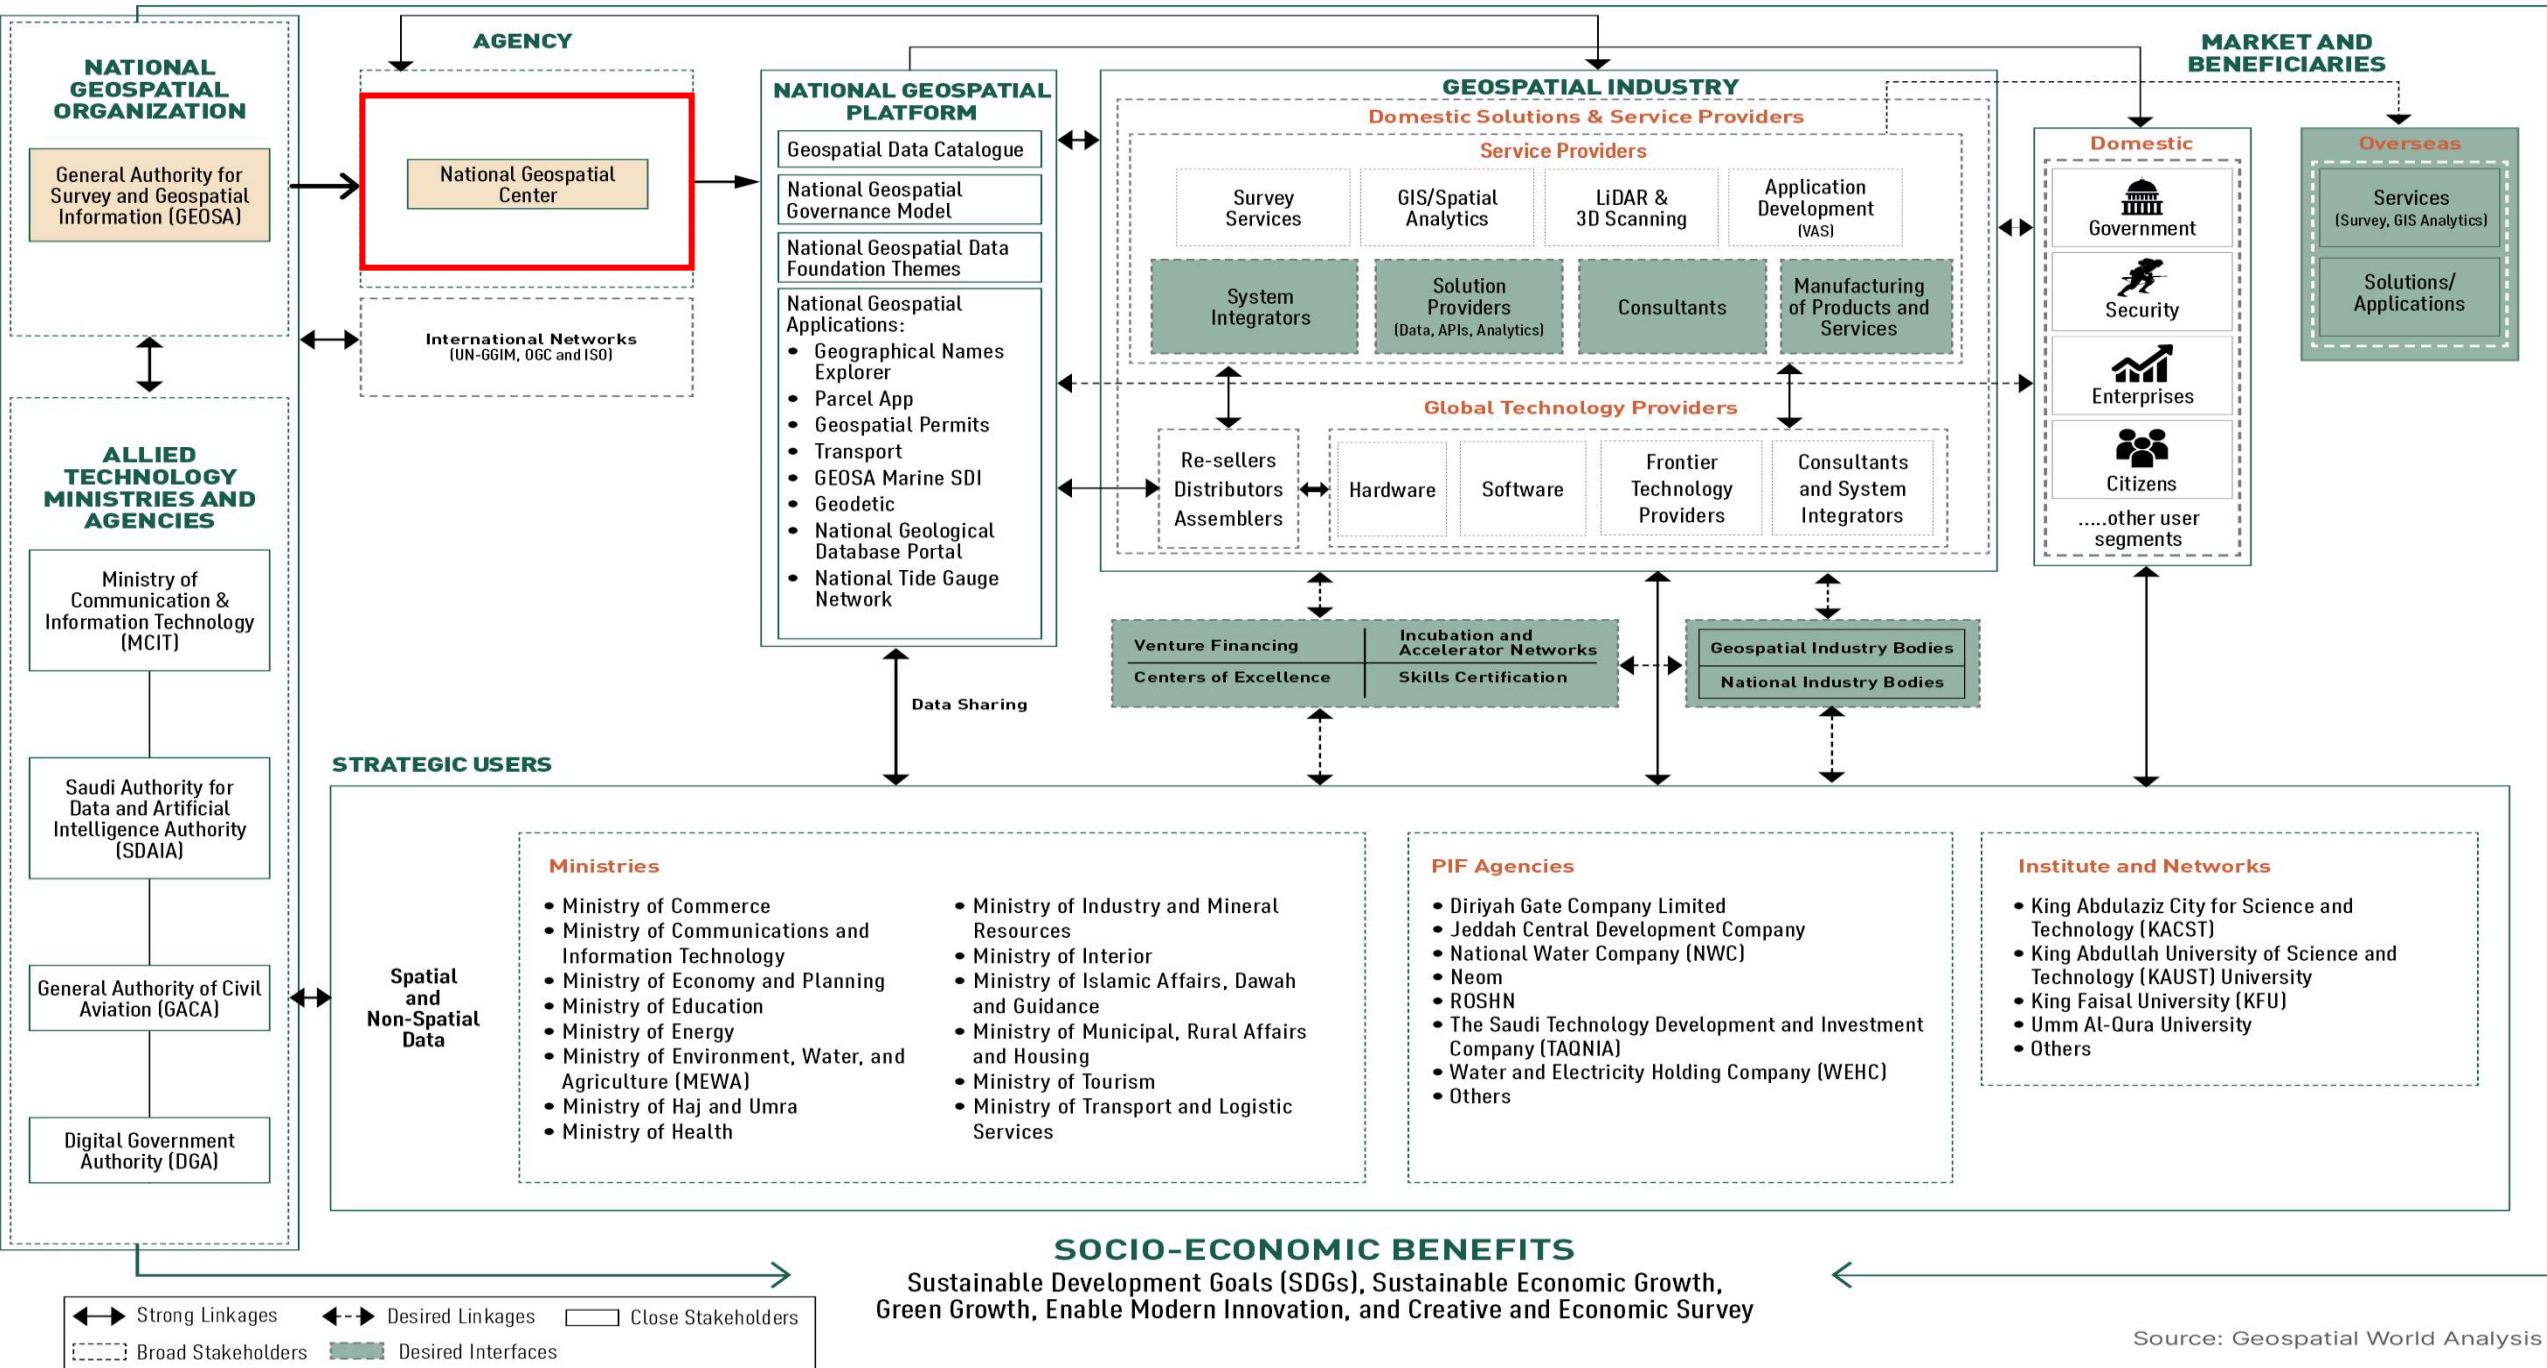 NATIONAL
GEOSPATIAL
ORGANIZATION
General Authority for
Survey and Geospatial
Information (GEOSA)
ALLIED
TECHNOLOGY
MINISTRIES AND
AGENCIES
Ministry of
Communication &
Information Technology
(MCIT)
Saudi Authority for
Data and Artificial
Intelligence Authority
(SDAIA)
General Authority of Civil
Aviation (GACA)
Digital Government
Authority (DGA)
AGENCY
National Geospatial
Center
International Networks
(UN-GGIM, OGC and ISO)
NATIONAL GEOSPATIAL
PLATFORM
Geospatial Data Catalogue
National Geospatial
Governance Model
National Geospatial Data
Foundation Themes
National Geospatial
Applications:
• Geographical Names
Explorer
• Parcel App
• Geospatial Permits
• Transport
• GEOSA Marine SDI
• Geodetic
• National Geological
Database Portal
• National Tide Gauge
Network
Data Sharing
GEOSPATIAL INDUSTRY
Domestic Solutions & Service Providers
Service Providers
Survey
Services
GIS/Spatial
Analytics
LiDAR &
3D Scanning
Application
Development
(VAS)
System
Integrators
Solution
Providers
(Data, APIs, Analytics)
Consultants
Manufacturing
of Products and
Services
Global Technology Providers
Re-sellers
Distributors
Assemblers
Hardware
Software
Frontier
Technology
Providers
Consultants
and System
Integrators
Venture Financing
Incubation and
Accelerator Networks
Centers of Excellence
Skills Certification
Geospatial Industry Bodies
National Industry Bodies
MARKET AND
BENEFICIARIES
Domestic
Government
Security
Enterprises
Citizens
.....other user
segments
Overseas
Services
(Survey, GIS Analytics)
Solutions/
Applications
STRATEGIC USERS
Spatial
and
Non-Spatial
Data
Ministries
• Ministry of Commerce
• Ministry of Communications and
Information Technology
• Ministry of Economy and Planning
• Ministry of Education
• Ministry of Energy
• Ministry of Environment, Water, and
Agriculture (MEWA)
• Ministry of Haj and Umra
• Ministry of Health
• Ministry of Industry and Mineral
Resources
• Ministry of Interior
• Ministry of Islamic Affairs, Dawah
and Guidance
• Ministry of Municipal, Rural Affairs
and Housing
• Ministry of Tourism
• Ministry of Transport and Logistic
Services
PIF Agencies
• Diriyah Gate Company Limited
• Jeddah Central Development Company
• National Water Company (NWC)
• Neom
• ROSHN
• The Saudi Technology Development and Investment
Company (TAQNIA)
• Water and Electricity Holding Company (WEHC)
• Others
Institute and Networks
• King Abdulaziz City for Science and
Technology (KACST)
• King Abdullah University of Science and
Technology (KAUST) University
• King Faisal University (KFU)
• Umm Al-Qura University
• Others
SOCIO-ECONOMIC BENEFITS
Sustainable Development Goals (SDGs), Sustainable Economic Growth,
Green Growth, Enable Modern Innovation, and Creative and Economic Survey
Strong Linkages
Desired Linkages
Close Stakeholders
Broad Stakeholders
Desired Interfaces
Source: Geospatial World Analysis